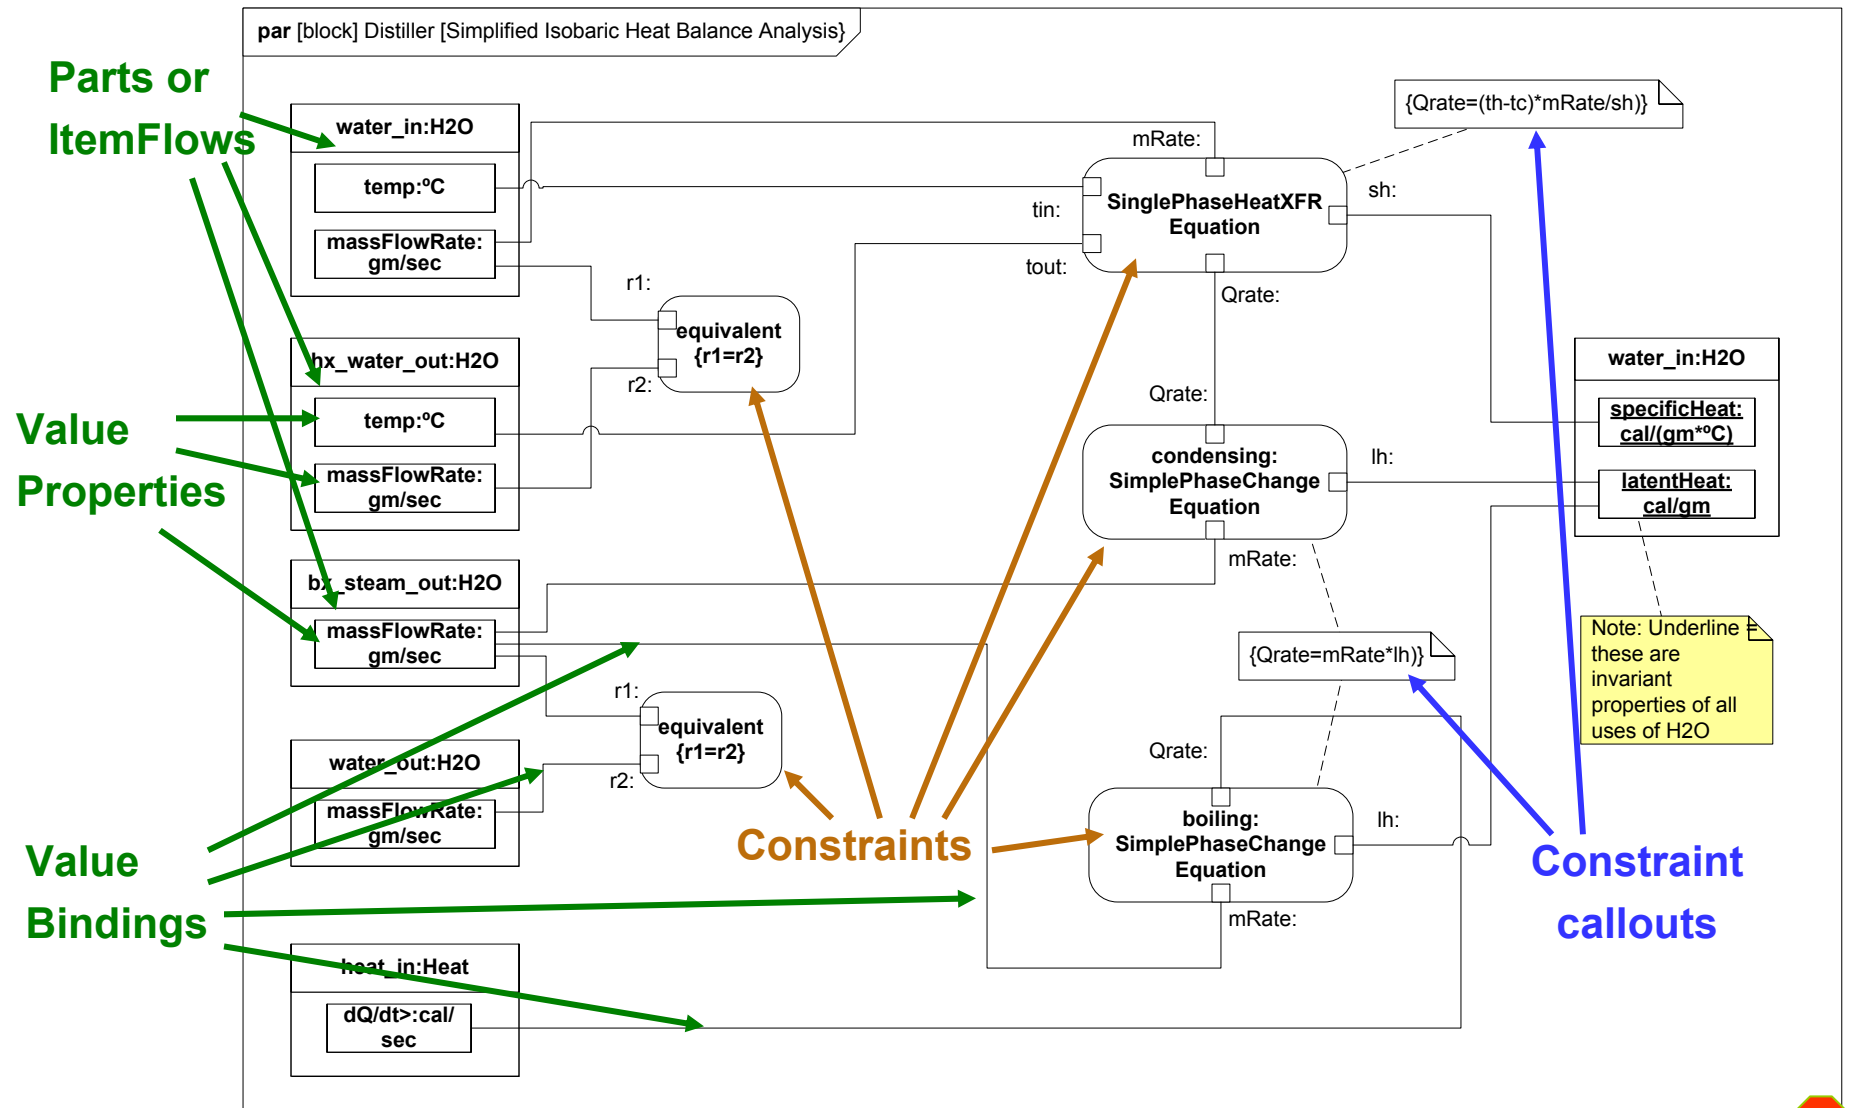 par [block] Distiller [Simplified Isobaric Heat Balance Analysis}
Parts or
ItemFlows
water_in:H2O
temp:ºC
massFlowRate:
gm/sec
hx_water_out:H2O
temp:ºC
massFlowRate:
gm/sec
Value
Properties
bx_steam_out:H2O
massFlowRate:
gm/sec
water_out:H2O
massFlowRate:
gm/sec
Value
Bindings
heat_in:Heat
dQ/dt>:cal/
sec
r1:
equivalent
{r1=r2}
r2:
r1:
equivalent
{r1=r2}
r2:
Constraints
mRate:
tin:
SinglePhaseHeatXFR
Equation
sh:
tout:
Qrate:
{Qrate=(th-tc)*mRate/sh)}
Qrate:
condensing:
SimplePhaseChange
Equation
lh:
mRate:
{Qrate=mRate*lh)}
Qrate:
boiling:
SimplePhaseChange
Equation
lh:
mRate:
water_in:H2O
specificHeat:
cal/(gm*ºC)
latentHeat:
cal/gm
Note: Underline =
these are
invariant
properties of all
uses of H2O
Constraint
callouts